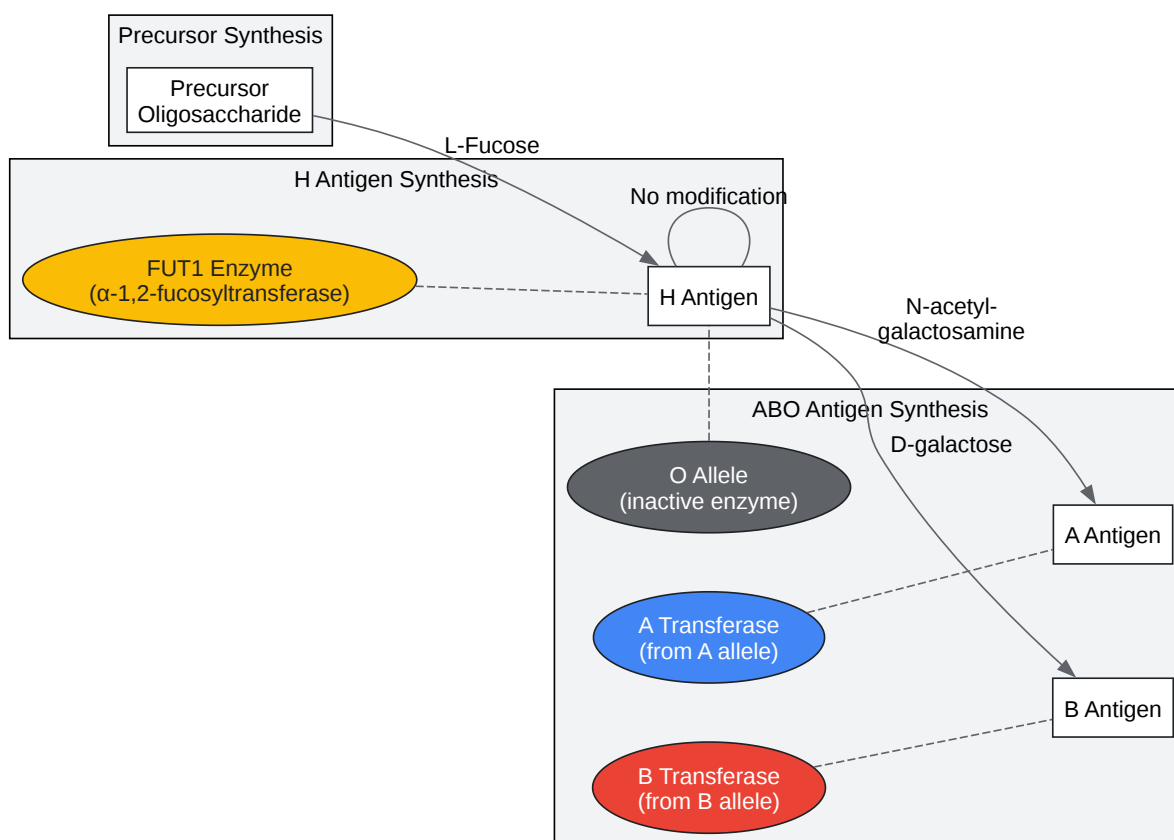 Precursor Synthesis
Precursor
Oligosaccharide
L-Fucose
H Antigen Synthesis
No modification
FUT1 Enzyme
(α-1,2-fucosyltransferase)
H Antigen
N-acetyl-
galactosamine
ABO Antigen Synthesis
D-galactose
O Allele
(inactive enzyme)
A Antigen
A Transferase
(from A allele)
B Antigen
B Transferase
(from B allele)